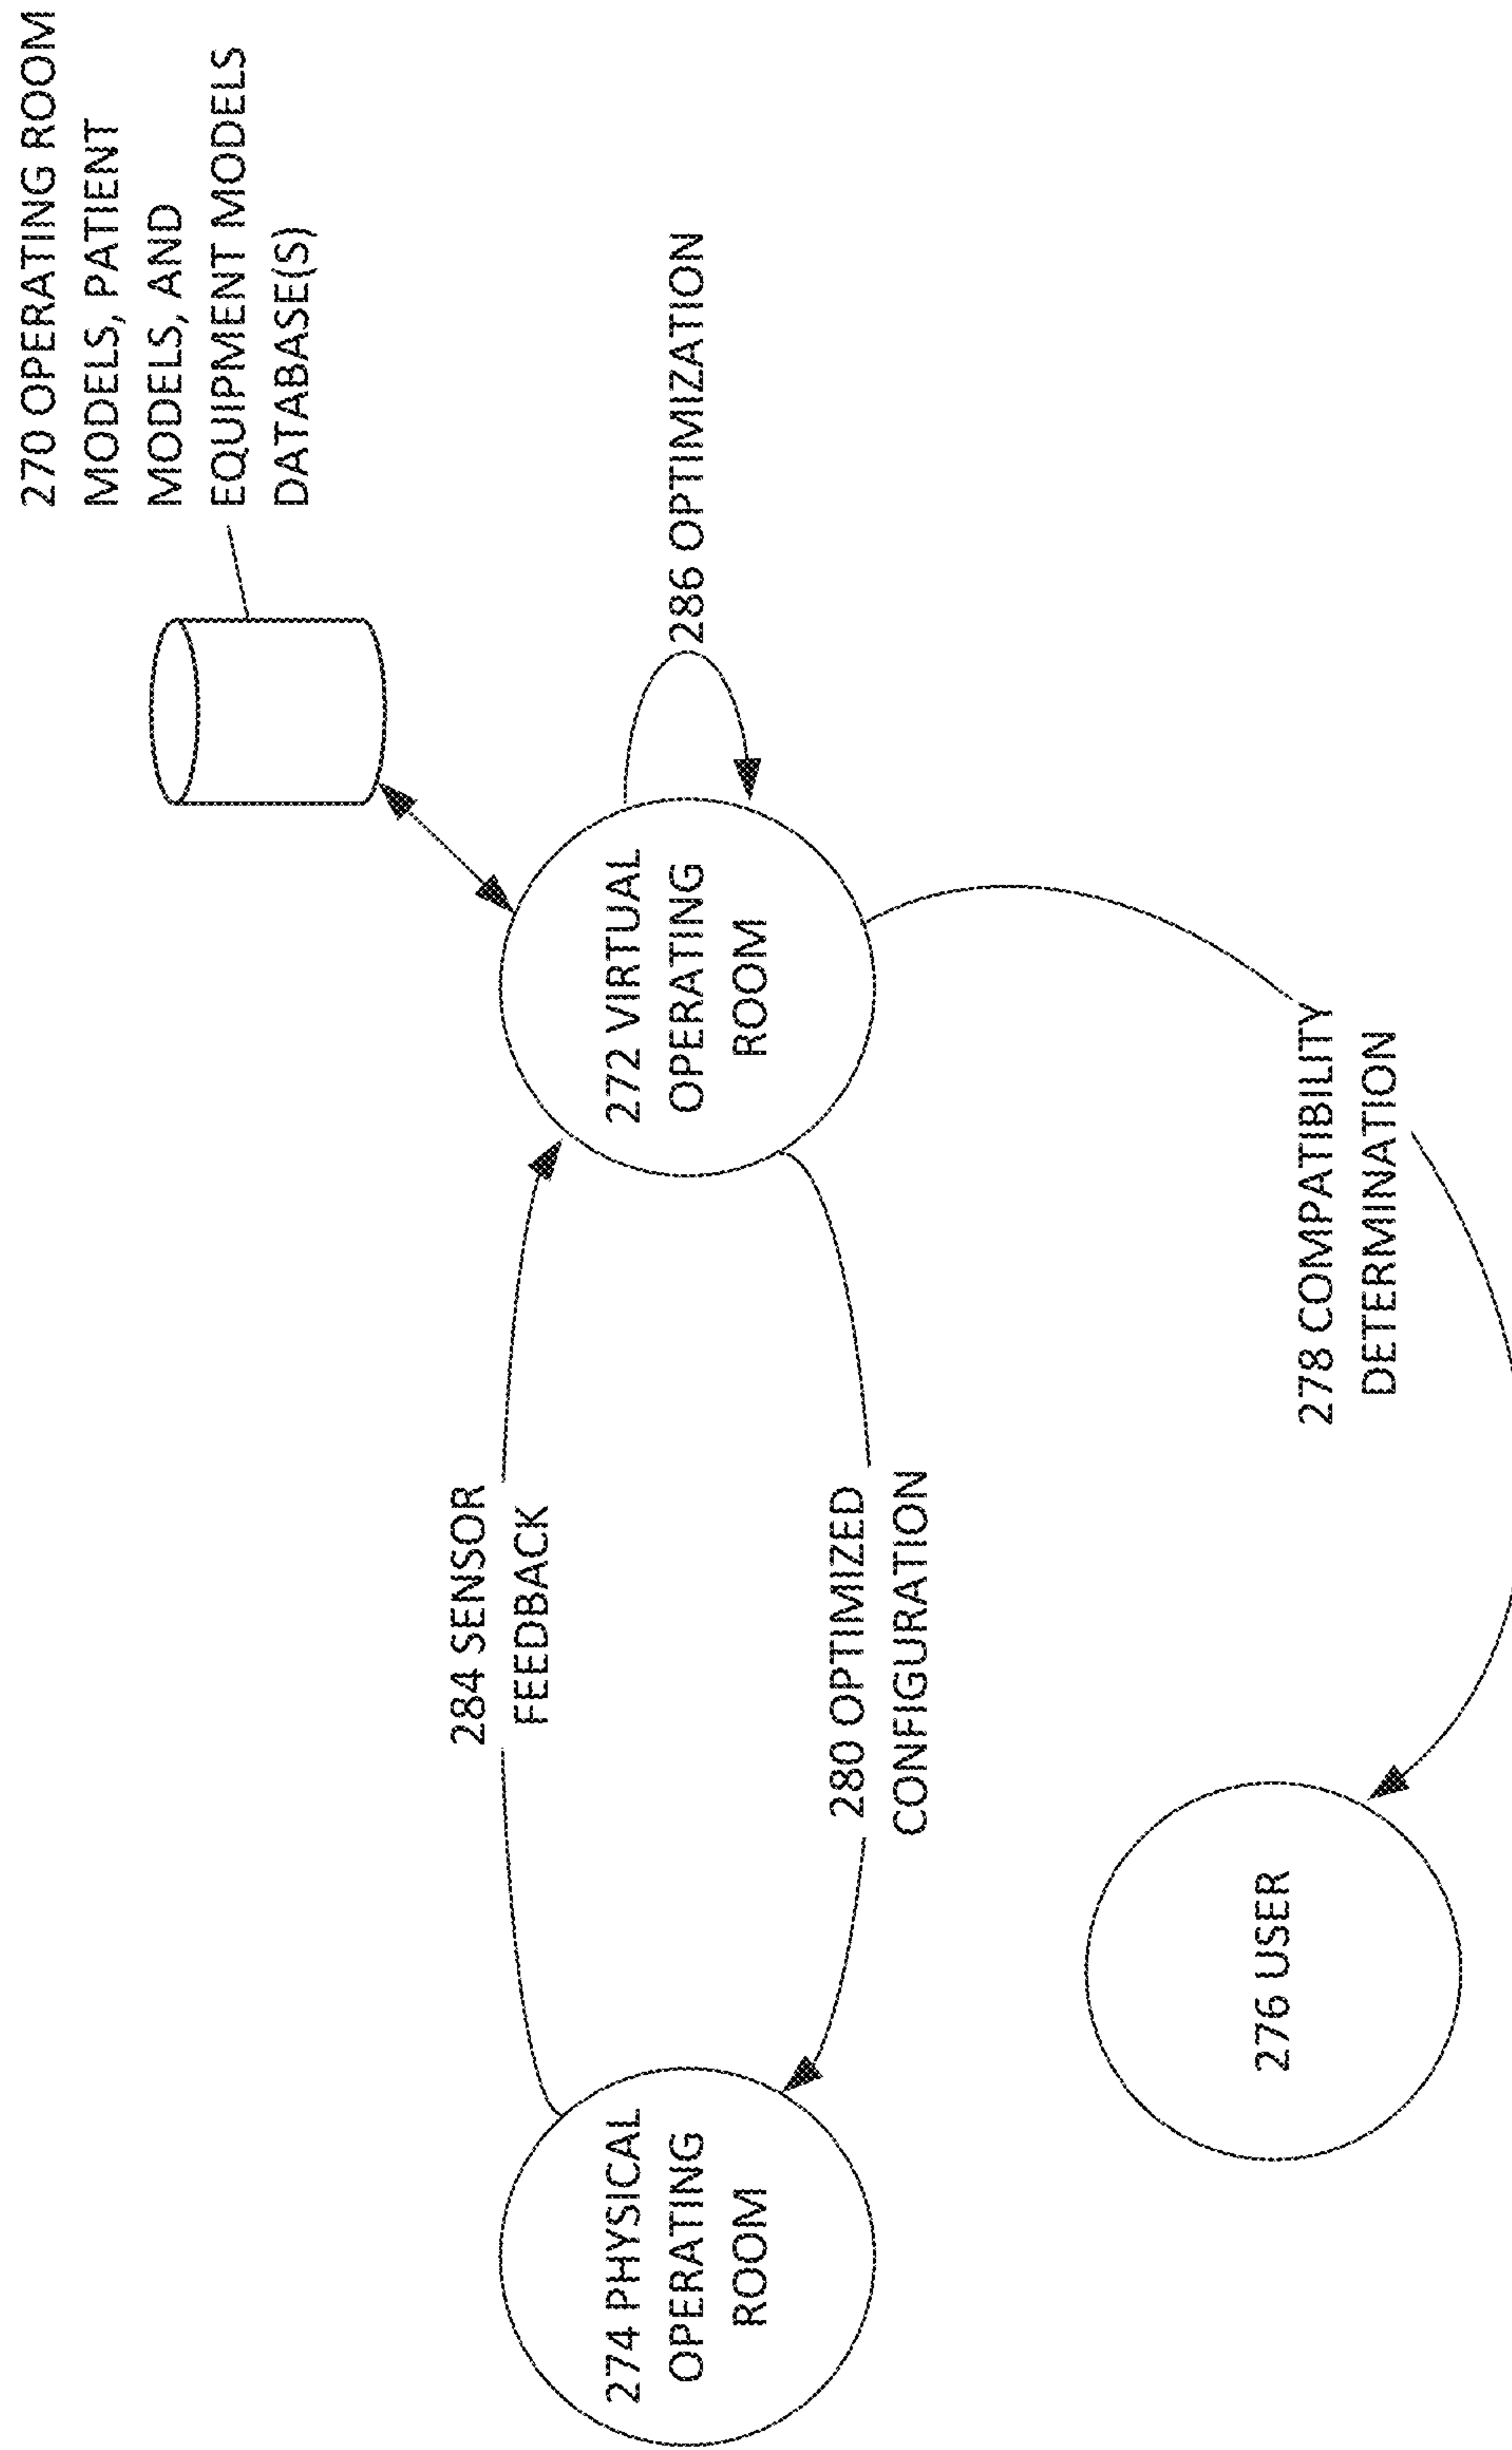 270 OPERATING ROOM
MODELS, PATIENT
MODELS, AND
EQUIPMENT MODELS
DATABASE(S)
286 OPTIMIZATION
272 VIRTUAL
OPERATING
ROOM
284 SENSOR
FEEDBACK
280 OPTIMIZED
CONFIGURATION
274 PHYSICAL
OPERATING
ROOM
278 COMPATIBILITY
DETERMINATION
276 USER